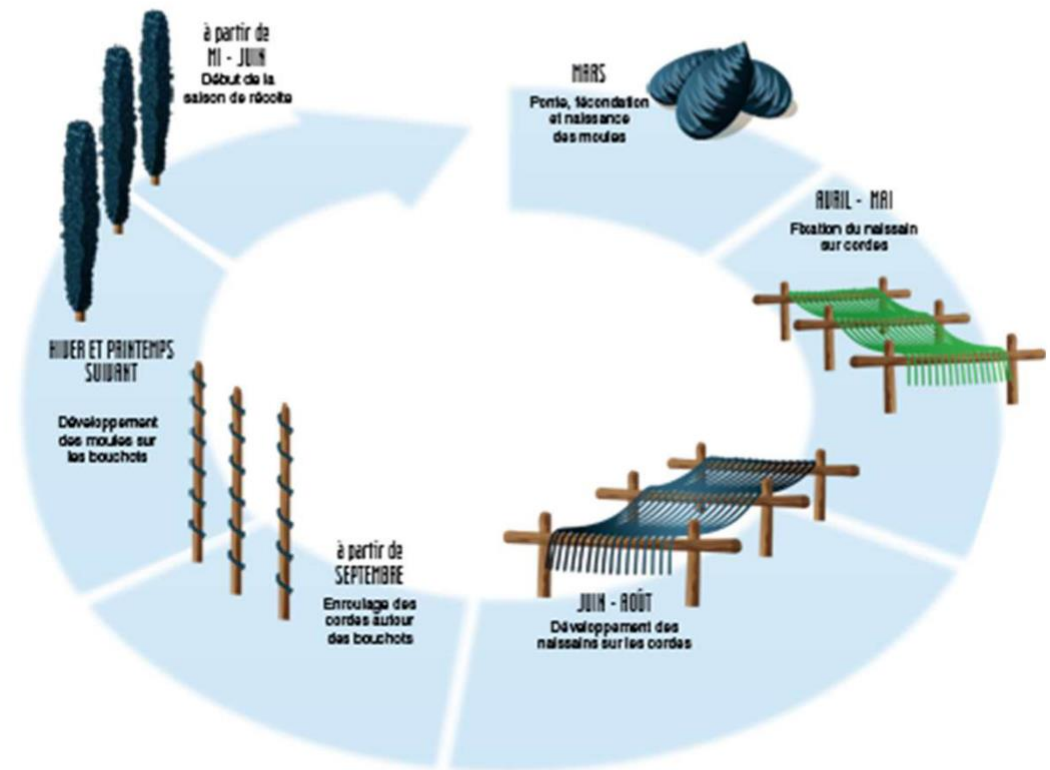 MARS
Ponte, fécondation
et naissance
des moules
AVRIL - MAI
Fixation du naissain
sur cordes
JUIN - AOÛT
Développement des
naissains sur les cordes
à partir de
SEPTEMBRE
Enroulage des
cordes autour
des bouchots
HIVER ET PRINTEMPS
SUIVANT
Développement
des moules sur
les bouchots
à partir de
MI - JUIN
Début de la
saison de récolte